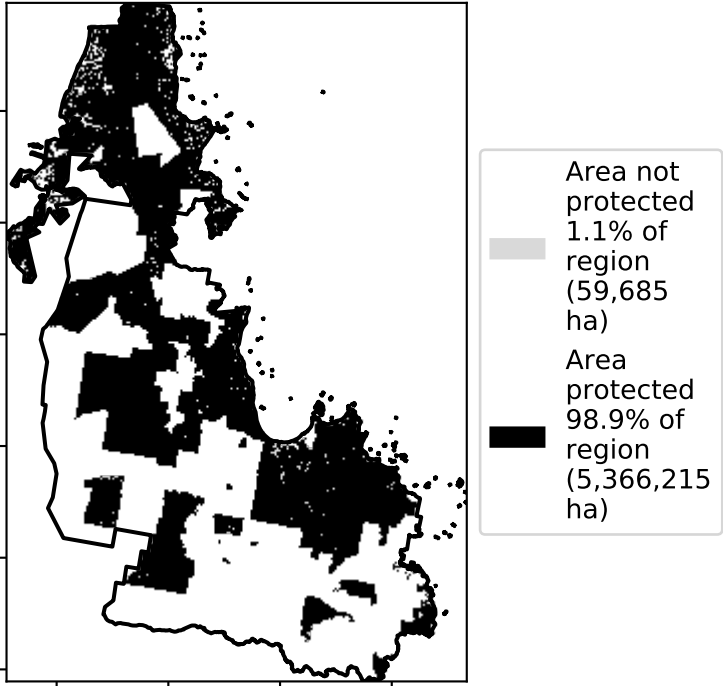 Area not
protected
1.1% of
region
(59,685
ha)
Area
protected
98.9% of
region
(5,366,215
ha)